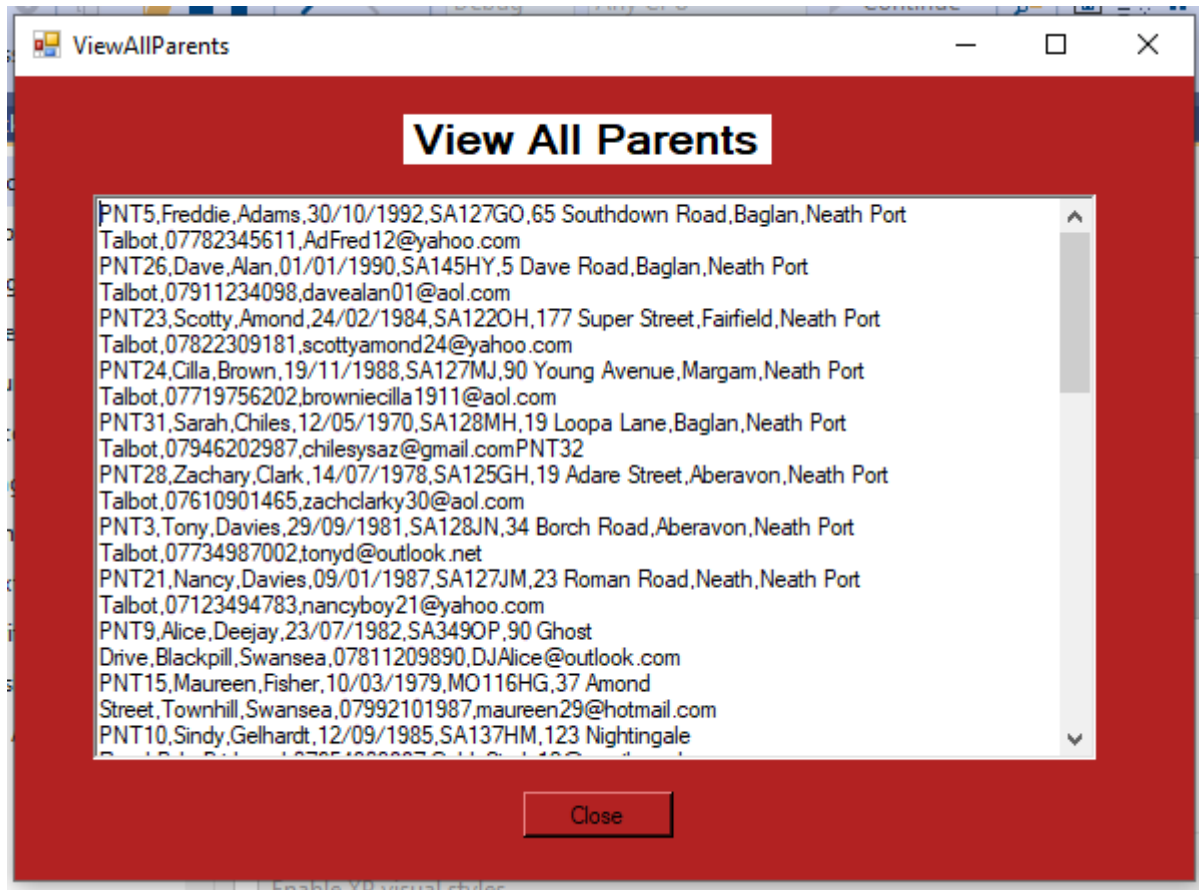 Debug Any CPU Continue
ViewAllParents
View All Parents
PNT5,Freddie,Adams,30/10/1992,SA127GO,65 Southdown Road,Baglan,Neath Port
Talbot,07782345611,AdFred12@yahoo.com
PNT26,Dave,Alan,01/01/1990,SA145HY,5 Dave Road,Baglan,Neath Port
Talbot,07911234098,davealan01@aol.com
PNT23,Scotty,Amond,24/02/1984,SA122OH,177 Super Street,Fairfield,Neath Port
Talbot,07822309181,scottyamond24@yahoo.com
PNT24,Cilla,Brown,19/11/1988,SA127MJ,90 Young Avenue,Margam,Neath Port
Talbot,07719756202,browniecilla1911@aol.com
PNT31,Sarah,Chiles,12/05/1970,SA128MH,19 Loopa Lane,Baglan,Neath Port
Talbot,07946202987,chilesysaz@gmail.comPNT32
PNT28,Zachary,Clark,14/07/1978,SA125GH,19 Adare Street,Aberavon,Neath Port
Talbot,07610901465,zachclarky30@aol.com
PNT3,Tony,Davies,29/09/1981,SA128JN,34 Borch Road,Aberavon,Neath Port
Talbot,07734987002,tonyd@outlook.net
PNT21,Nancy,Davies,09/01/1987,SA127JM,23 Roman Road,Neath,Neath Port
Talbot,07123494783,nancyboy21@yahoo.com
PNT9,Alice,Deejay,23/07/1982,SA349OP,90 Ghost
Drive,Blackpill,Swansea,07811209890,DJAlice@outlook.com
PNT15,Maureen,Fisher,10/03/1979,MO116HG,37 Amond
Street,Townhill,Swansea,07992101987,maureen29@hotmail.com
PNT10,Sindy,Gelhardt,12/09/1985,SA137HM,123 Nightingale
Close
Enable XP visual styles